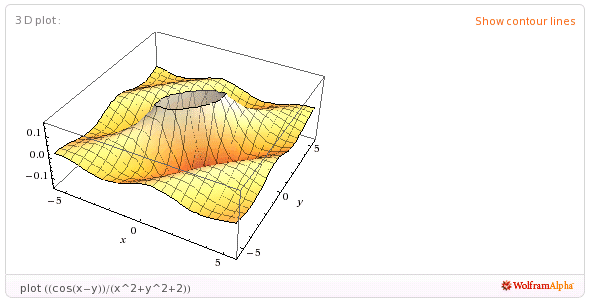 3D plot:
Show contour lines
0.1
0.0
−0.1
−5
0
x
5
−5
0
y
5
plot ((cos(x−y))/(x^2+y^2+2))
WolframAlpha